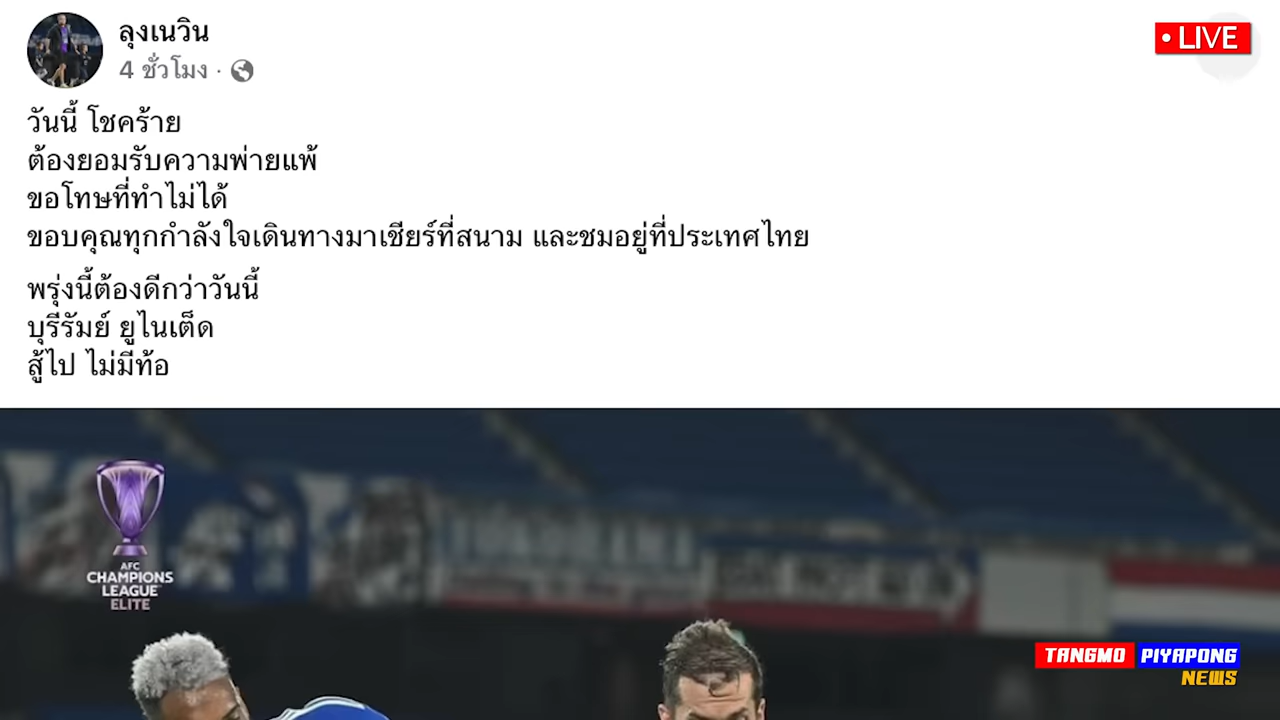 ลุงเนวิน
4 ชั่วโมง ·
• LIVE
วันนี้ โชคร้าย
ต้องยอมรับความพ่ายแพ้
ขอโทษที่ทำไม่ได้
ขอบคุณทุกกำลังใจเดินทางมาเชียร์ที่สนาม และชมอยู่ที่ประเทศไทย
พรุ่งนี้ต้องดีกว่าวันนี้
บุรีรัมย์ ยูไนเต็ด
สู้ไป ไม่มีท้อ
YOKOHAMA
AFC
CHAMPIONS
LEAGUE
ELITE
TANGMO PIYAPONG
NEWS